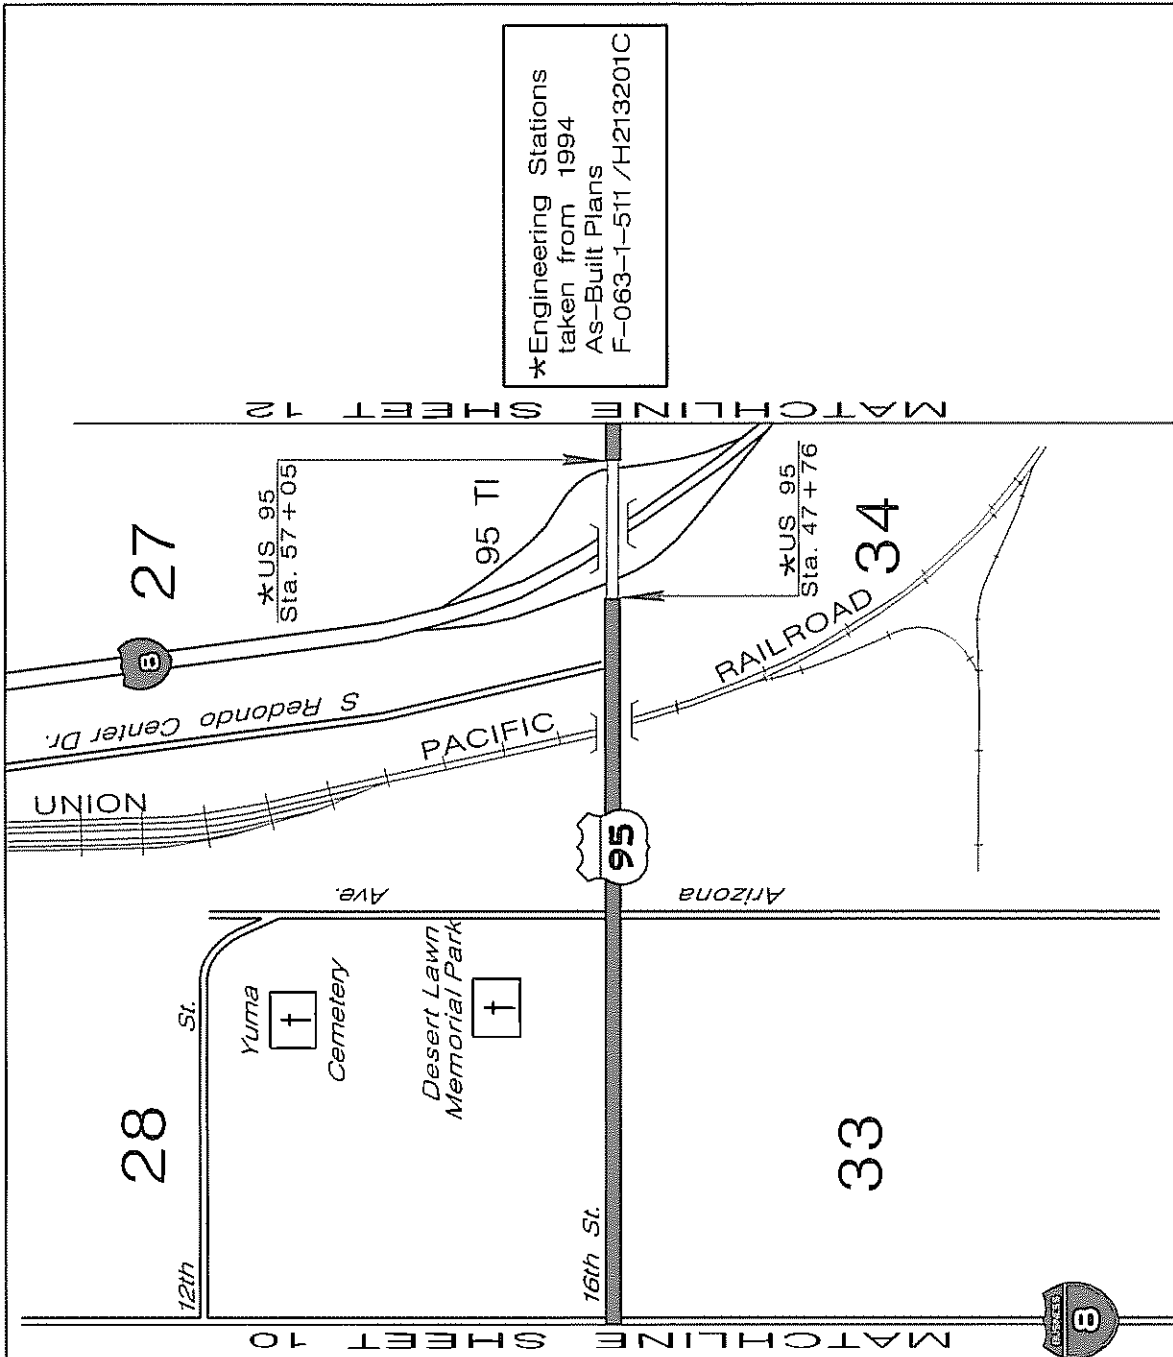 *Engineering Stations
taken from 1994
As-Built Plans
F-063-1-511/H213201C
MATCHLINE SHEET 12
27
*US 95
Sta. 57+05
95 TI
*US 95
Sta. 47+76
34
8
S Redondo Center Dr.
UNION
PACIFIC
RAILROAD
95
Arizona
Ave.
28
12th
St.
Yuma
Cemetery
Desert Lawn
Memorial Park
16th St.
33
MATCHLINE SHEET 10
BUSINESS
8